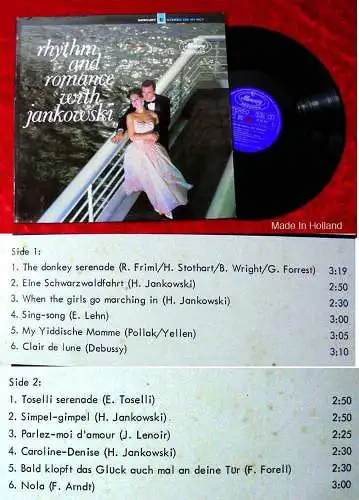 MERCURY
STEREO
rhythm
and
romance
with
jankowski
Mercury
Made In Holland
Side 1:
1. The donkey serenade (R. Friml/H. Stothart/B. Wright/G. Forrest) 3:19
2. Eine Schwarzwaldfahrt (H. Jankowski) 2:50
3. When the girls go marching in (H. Jankowski) 2:30
4. Sing-song (E. Lehn) 3:00
5. My Yiddische Momme (Pollak/Yellen) 3:05
6. Clair de lune (Debussy) 3:10
Side 2:
1. Toselli serenade (E. Toselli) 2:50
2. Simpel-gimpel (H. Jankowski) 2:50
3. Parlez-moi d'amour (J. Lenoir) 2:25
4. Caroline-Denise (H. Jankowski) 2:30
5. Bald klopft das Glück auch mal an deine Tür (F. Forell) 2:30
6. Nola (F. Arndt) 3:00